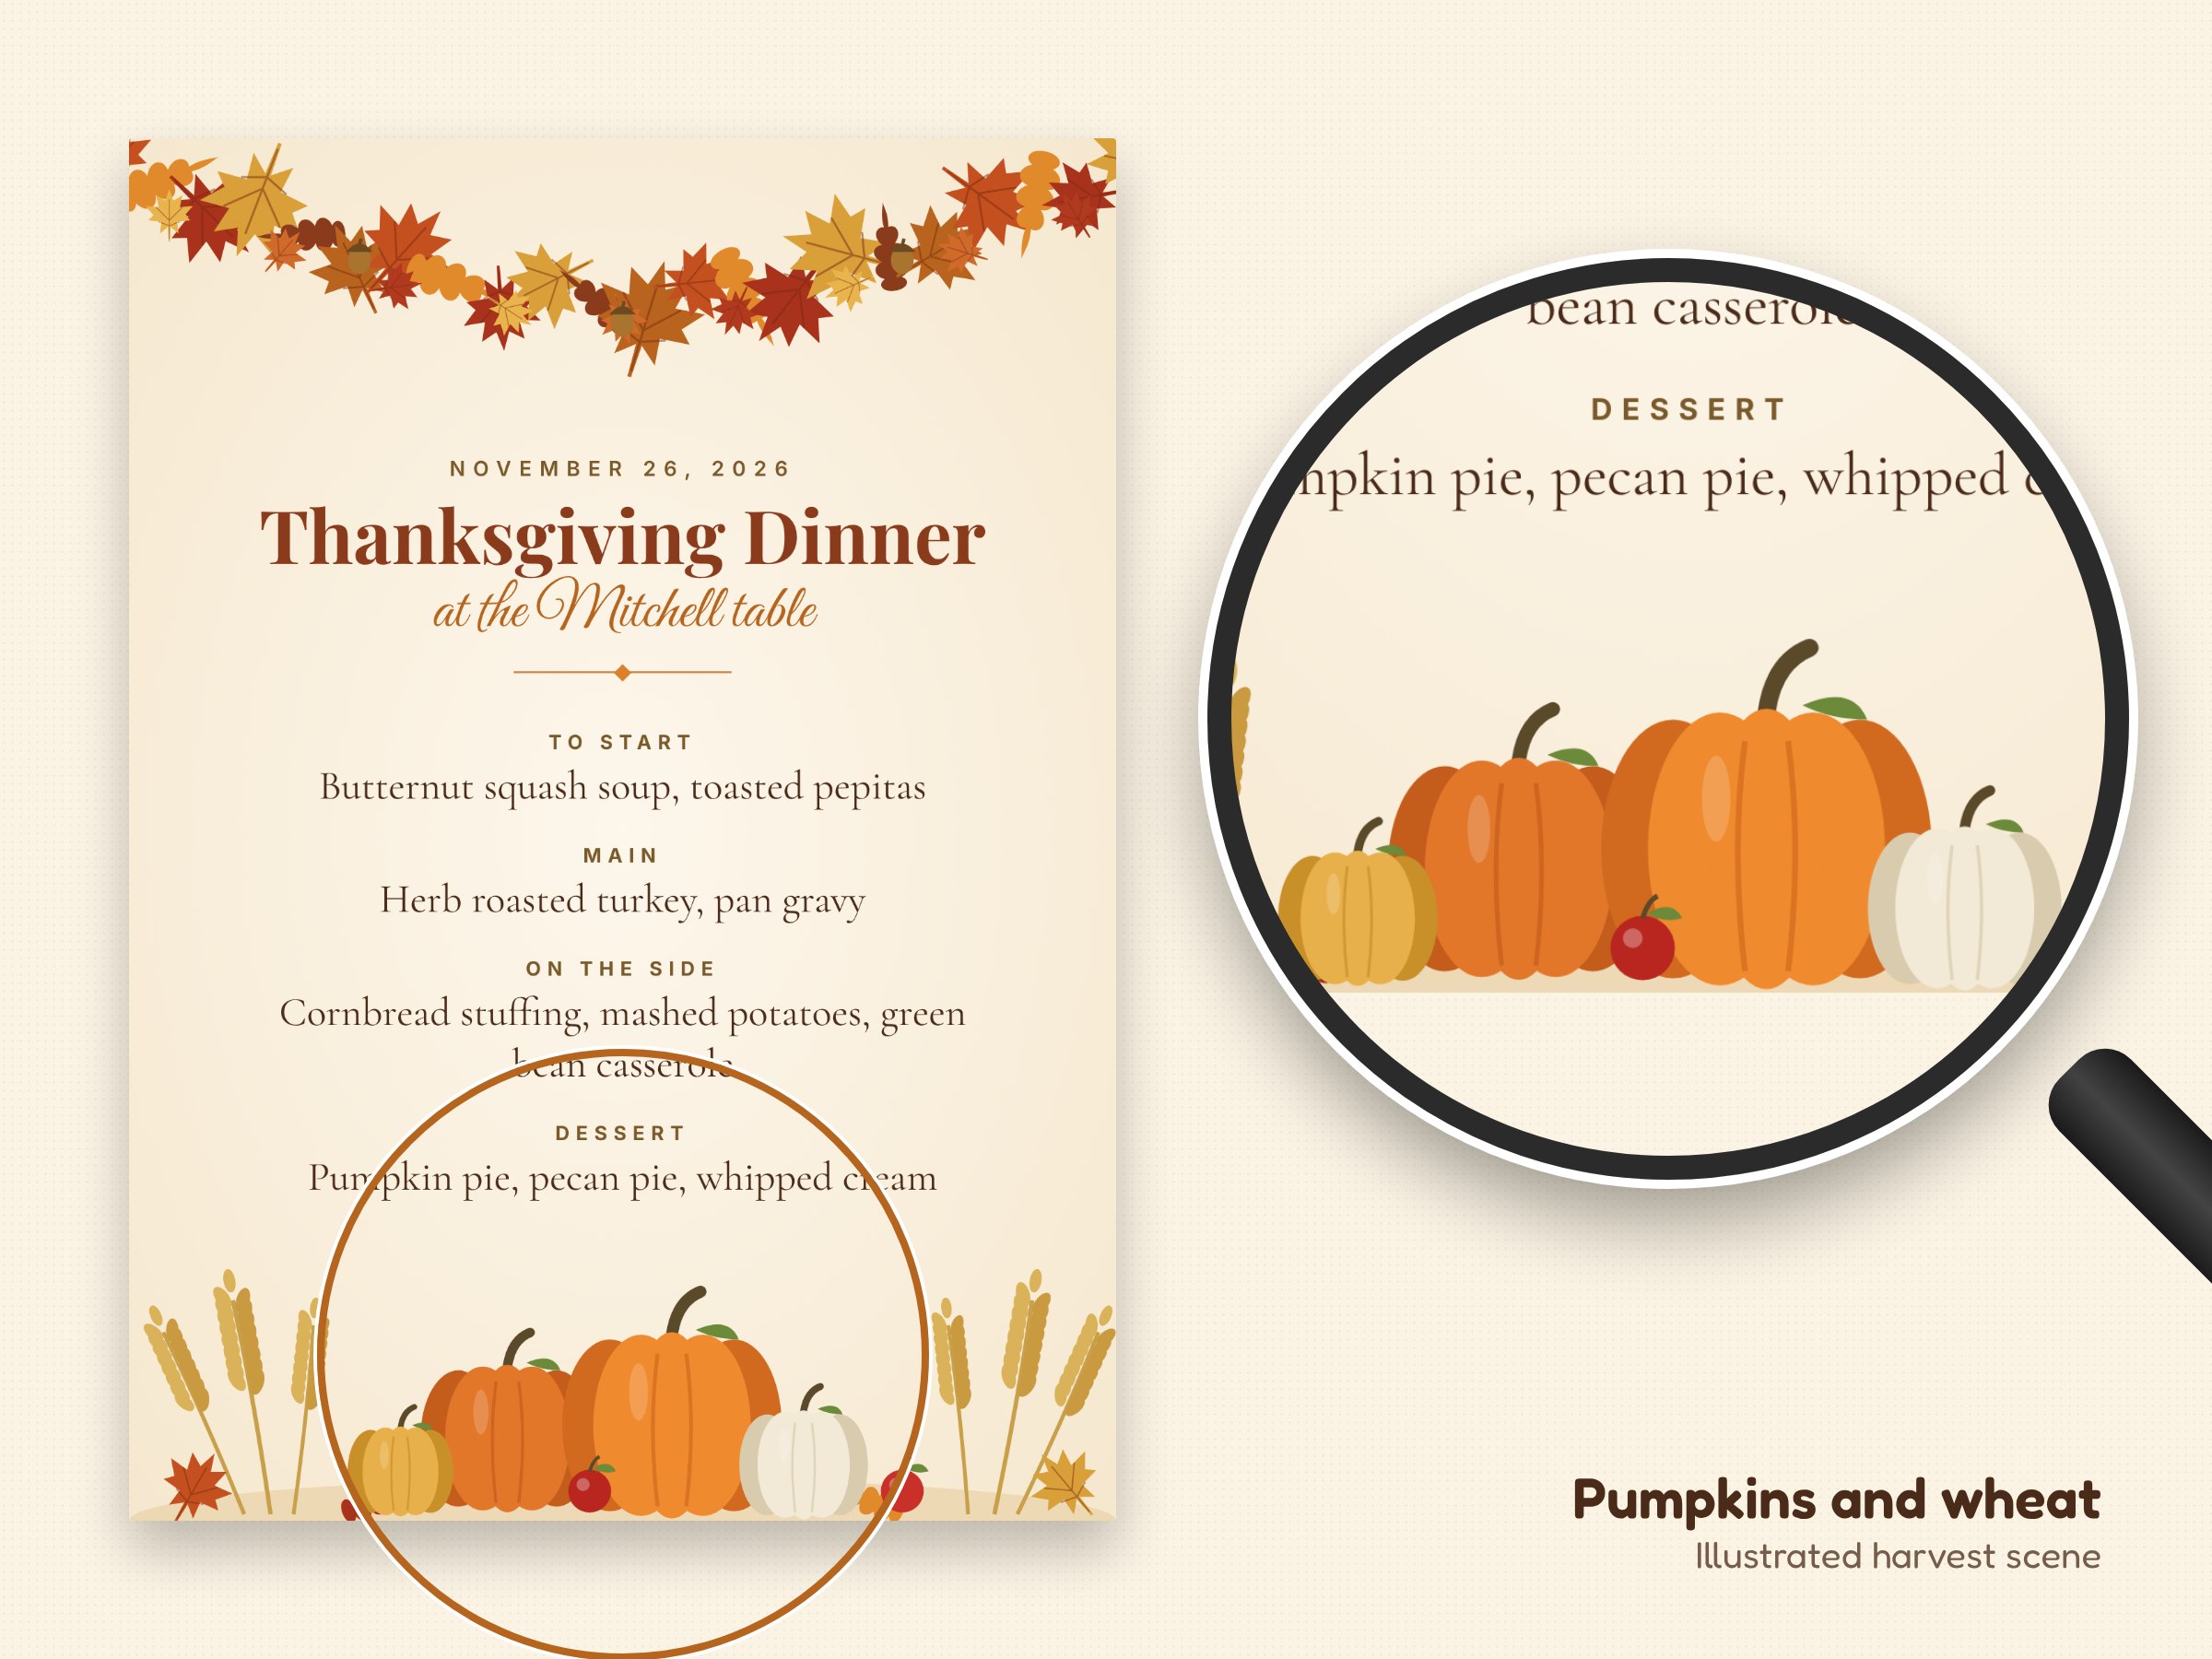 NOVEMBER 26, 2026
Thanksgiving Dinner
at the Mitchell table
TO START
Butternut squash soup, toasted pepitas
MAIN
Herb roasted turkey, pan gravy
ON THE SIDE
Cornbread stuffing, mashed potatoes, green
bean casserole
DESSERT
Pumpkin pie, pecan pie, whipped cream
bean casserole
DESSERT
mpkin pie, pecan pie, whipped c
Pumpkins and wheat
Illustrated harvest scene